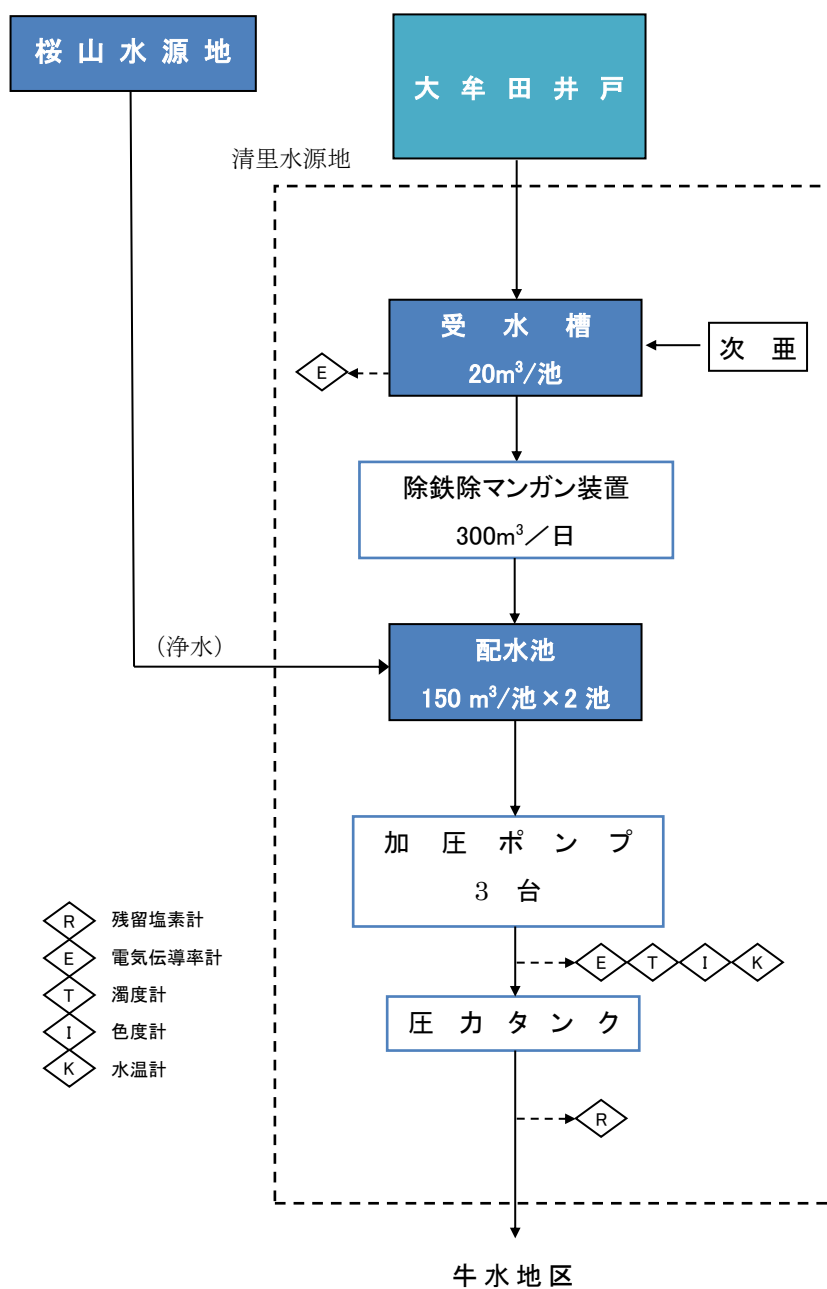 桜山水源地
大牟田井戸
清里水源地
受水槽
20m³/池
次亜
E
除鉄除マンガン装置
300m³／日
(浄水)
配水池
150 m³/池×2 池
加圧ポンプ
3 台
E T I K
圧力タンク
R
R 残留塩素計
E 電気伝導率計
T 濁度計
I 色度計
K 水温計
牛水地区